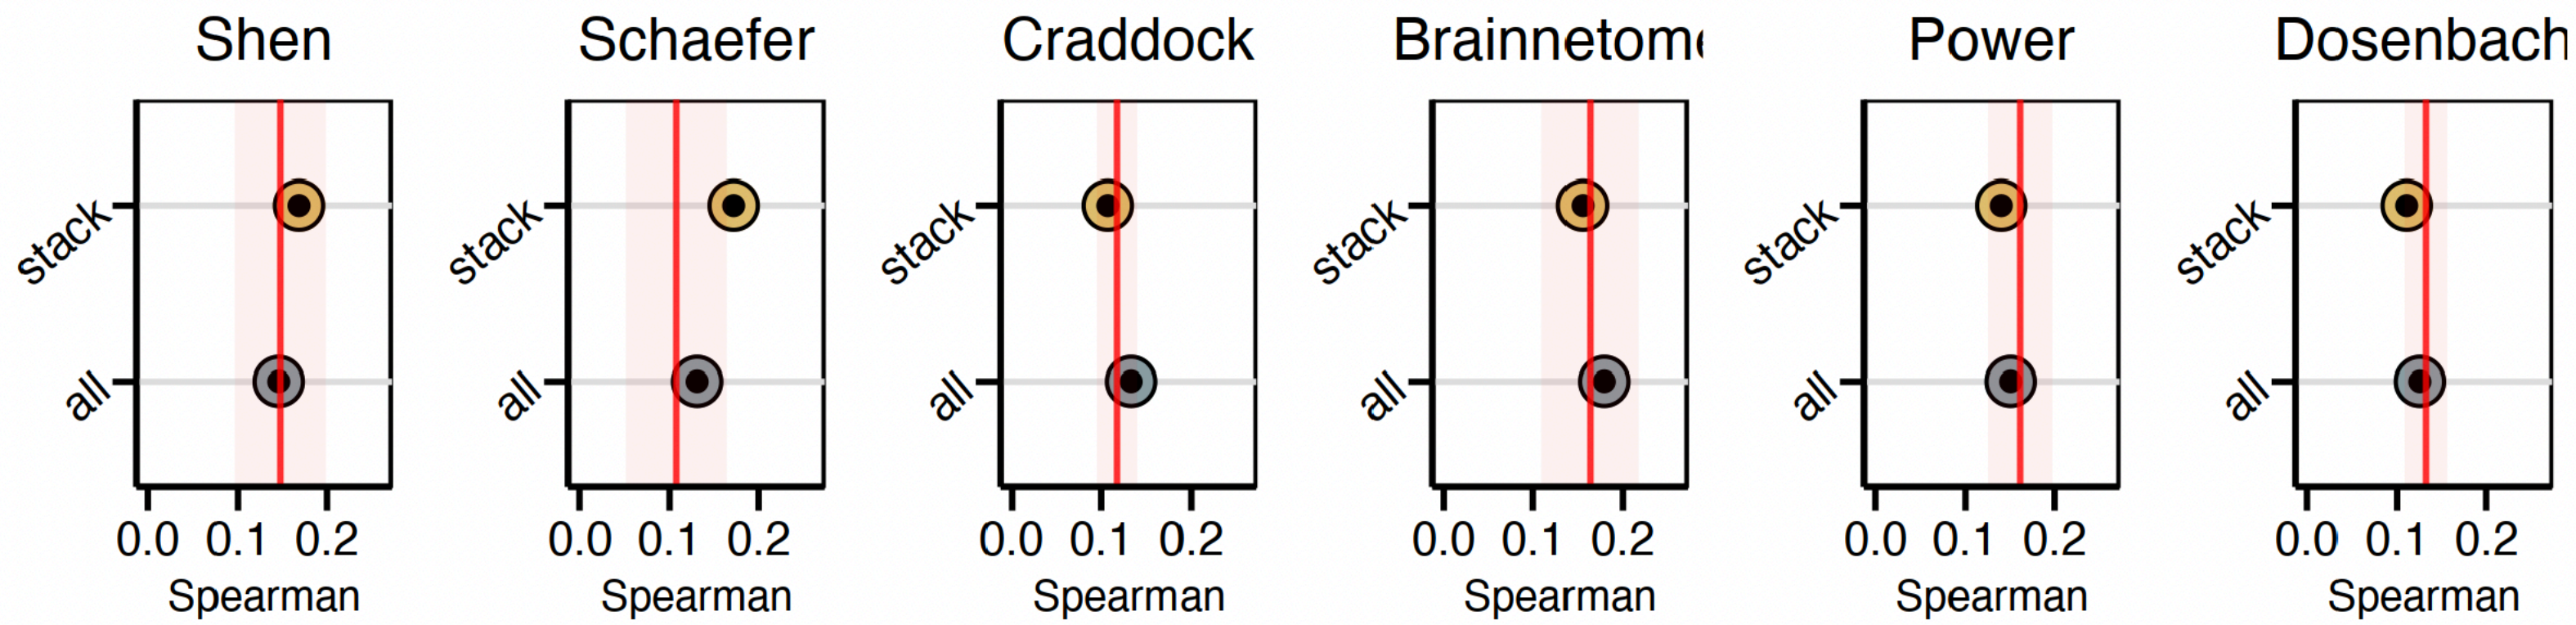 Shen Schaefer Craddock Brainnetome Power Dosenbach
stack stack stack stack stack stack
all all all all all all
0.0 0.1 0.2 0.0 0.1 0.2 0.0 0.1 0.2 0.0 0.1 0.2 0.0 0.1 0.2 0.0 0.1 0.2
Spearman Spearman Spearman Spearman Spearman Spearman